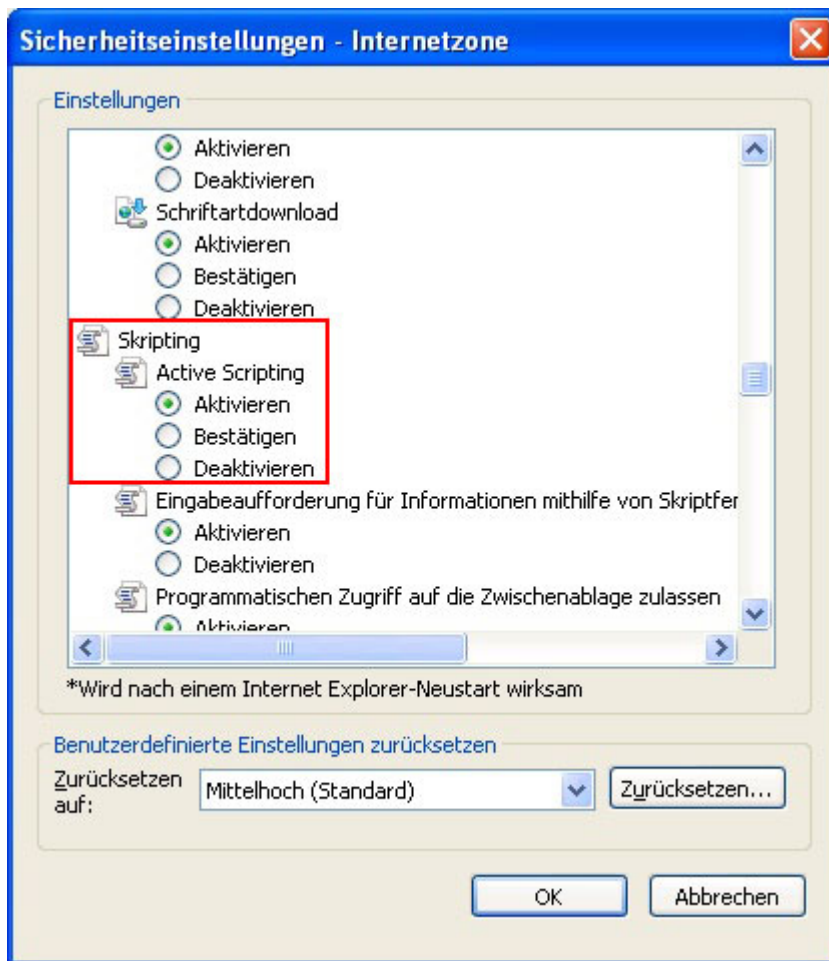 Sicherheitseinstellungen - Internetzone
Einstellungen
Aktivieren
Deaktivieren
Schriftartdownload
Aktivieren
Bestätigen
Deaktivieren
Skripting
Active Scripting
Aktivieren
Bestätigen
Deaktivieren
Eingabeaufforderung für Informationen mithilfe von Skriptfer
Aktivieren
Deaktivieren
Programmatischen Zugriff auf die Zwischenablage zulassen
Aktivieren
*Wird nach einem Internet Explorer-Neustart wirksam
Benutzerdefinierte Einstellungen zurücksetzen
Zurücksetzen
auf:
Mittelhoch (Standard)
Zurücksetzen...
OK
Abbrechen